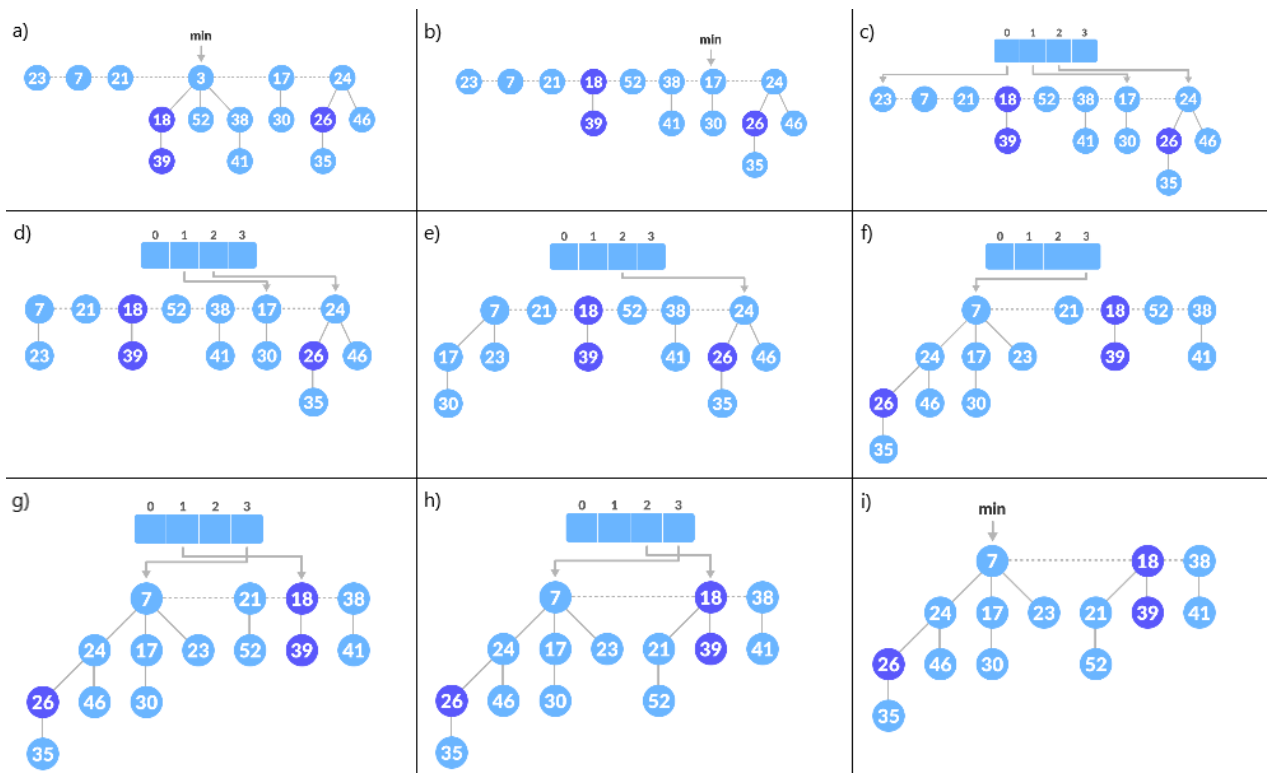 a)
min
23 7 21 3 17 24
18 52 38 30 26 46
39 41 35
b)
min
23 7 21 18 52 38 17 24
39 41 30 26 46
35
c)
0 1 2 3
23 7 21 18 52 38 17 24
39 41 30 26 46
35
d)
0 1 2 3
7 21 18 52 38 17 24
23 39 41 30 26 46
35
e)
0 1 2 3
7 21 18 52 38 24
17 23 39 41 26 46
30 35
f)
0 1 2 3
7 21 18 52 38
24 17 23 39 41
26 46 30
35
g)
0 1 2 3
7 21 18 38
24 17 23 52 39 41
26 46 30
35
h)
0 1 2 3
7 18 38
24 17 23 21 39 41
26 46 30 52
35
i)
min
7 18 38
24 17 23 21 39 41
26 46 30 52
35